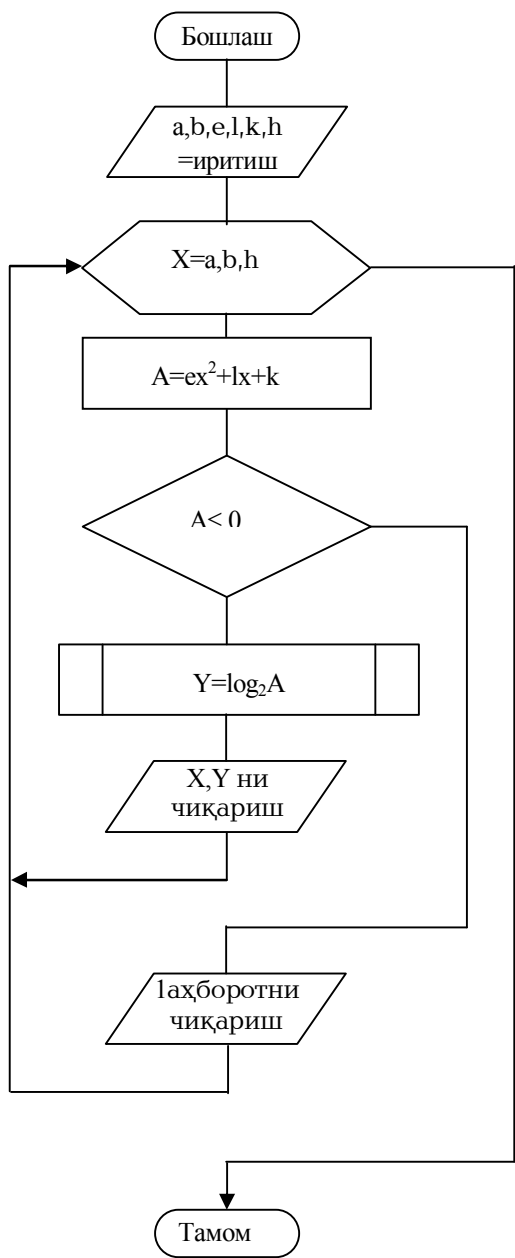 Бошлаш
a,b,e,l,k,h
=иритиш
X=a,b,h
A=ex²+lx+k
A< 0
Y=log₂A
X,Y ни
чиқариш
1аҳборотни
чиқариш
Тамом